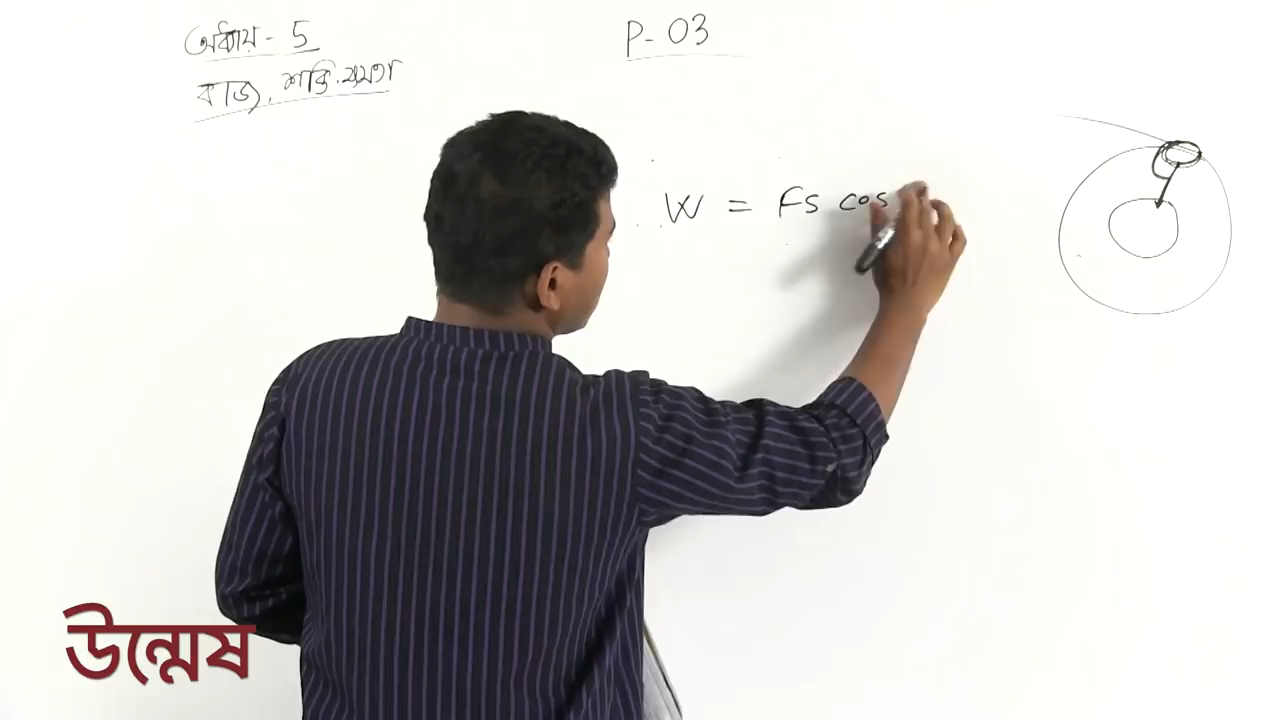 অধ্যায় - 5
কাজ, শক্তি, ক্ষমতা
P-03
W = Fs cos
উন্মেষ